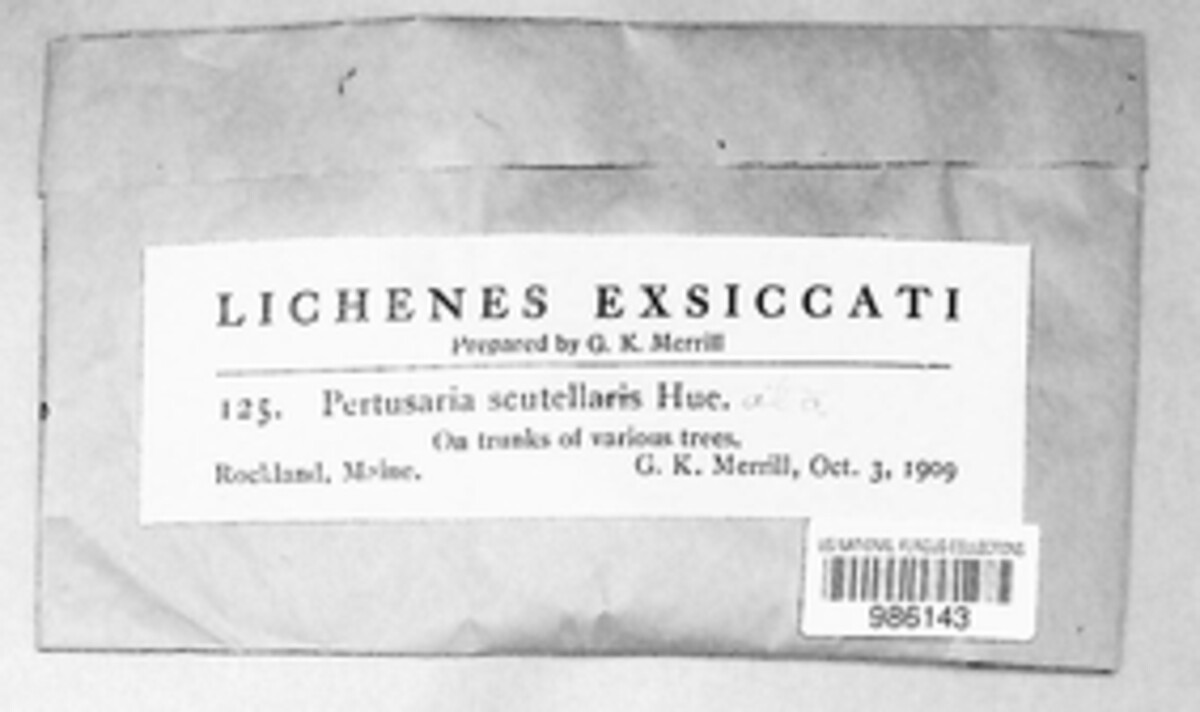 LICHENES EXSICCATI
Prepared by G. K. Merrill
125. Pertusaria scutellaris Hue.
On trunks of various trees.
Rockland, Maine. G. K. Merrill, Oct. 3, 1909
US NATIONAL FUNGUS COLLECTIONS
986143